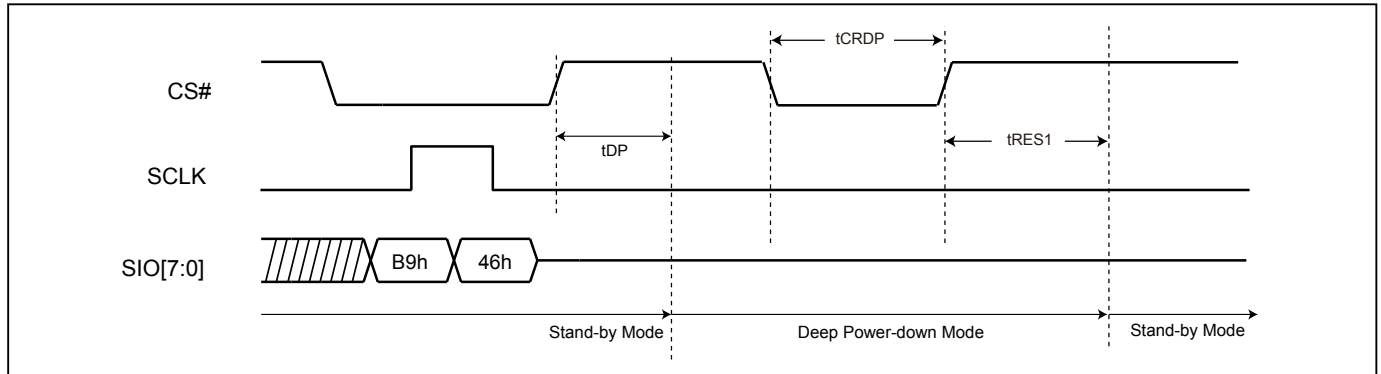 tCRDP
CS#
tDP
tRES1
SCLK
SIO[7:0]
B9h
46h
Stand-by Mode
Deep Power-down Mode
Stand-by Mode